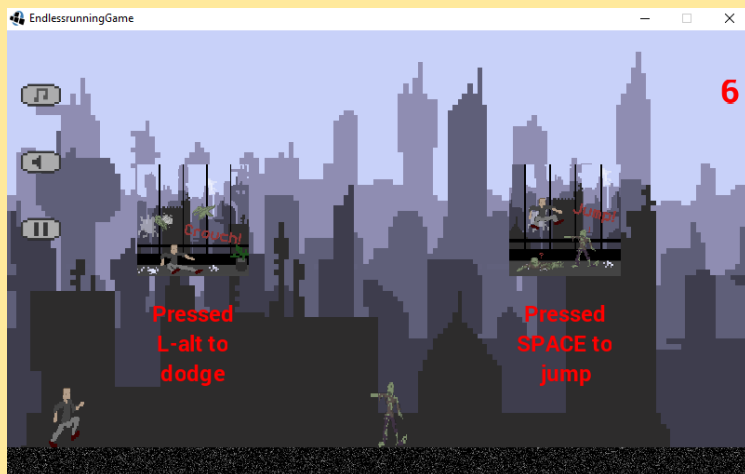 EndlessrunningGame
6
Crouch!
Jump!
Pressed
L-alt to
dodge
Pressed
SPACE to
jump